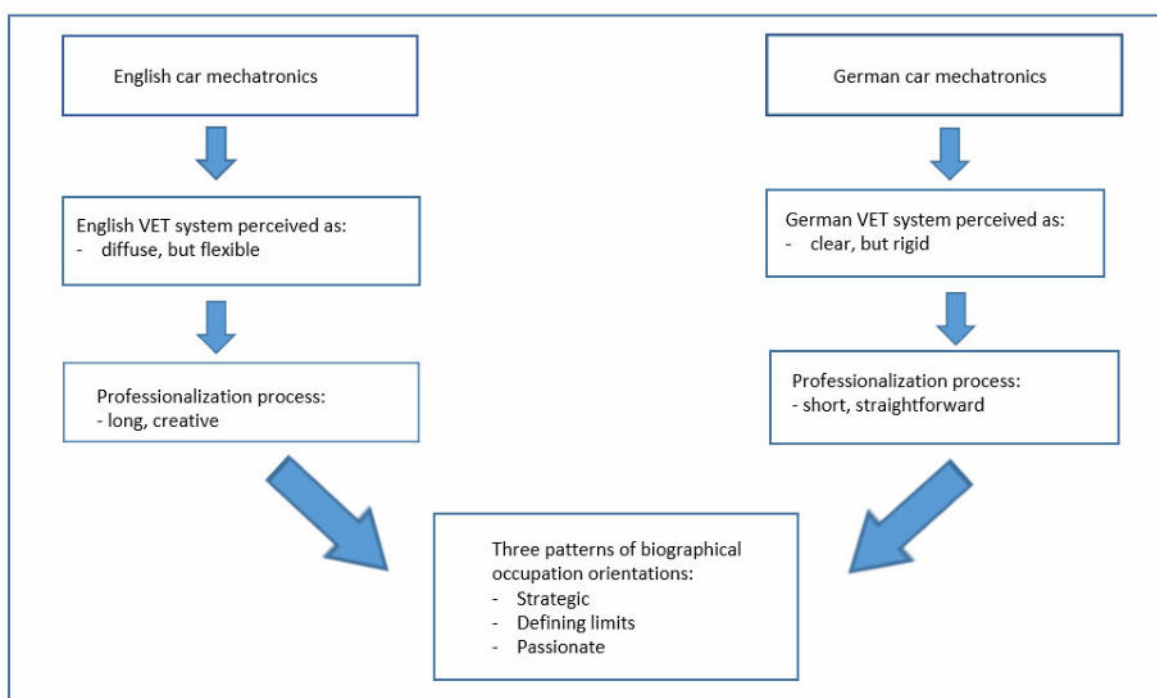 English car mechatronics
German car mechatronics
English VET system perceived as:
- diffuse, but flexible
German VET system perceived as:
- clear, but rigid
Professionalization process:
- long, creative
Professionalization process:
- short, straightforward
Three patterns of biographical
occupation orientations:
- Strategic
- Defining limits
- Passionate